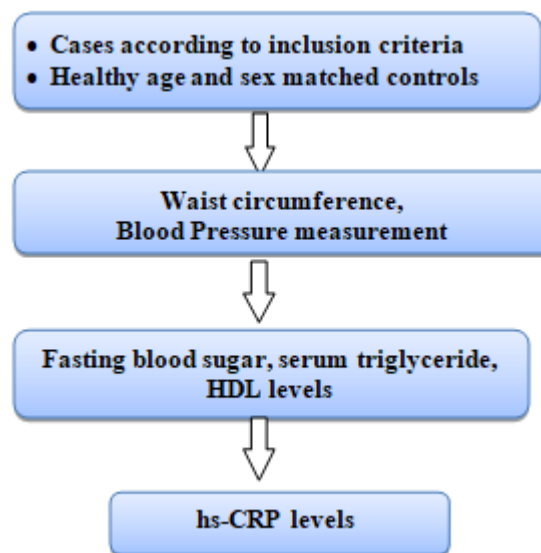 • Cases according to inclusion criteria
• Healthy age and sex matched controls
Waist circumference,
Blood Pressure measurement
Fasting blood sugar, serum triglyceride,
HDL levels
hs-CRP levels